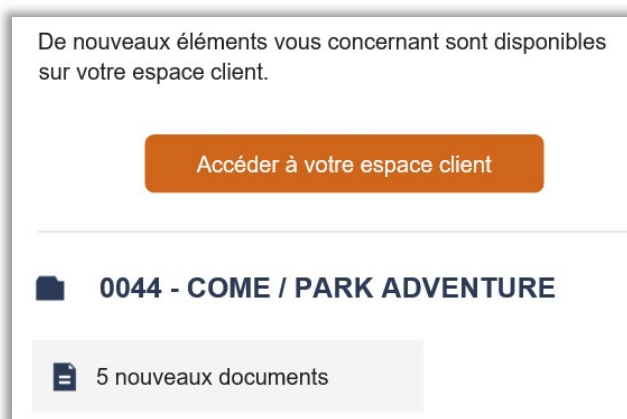 De nouveaux éléments vous concernant sont disponibles
sur votre espace client.
Accéder à votre espace client
0044 - COME / PARK ADVENTURE
5 nouveaux documents